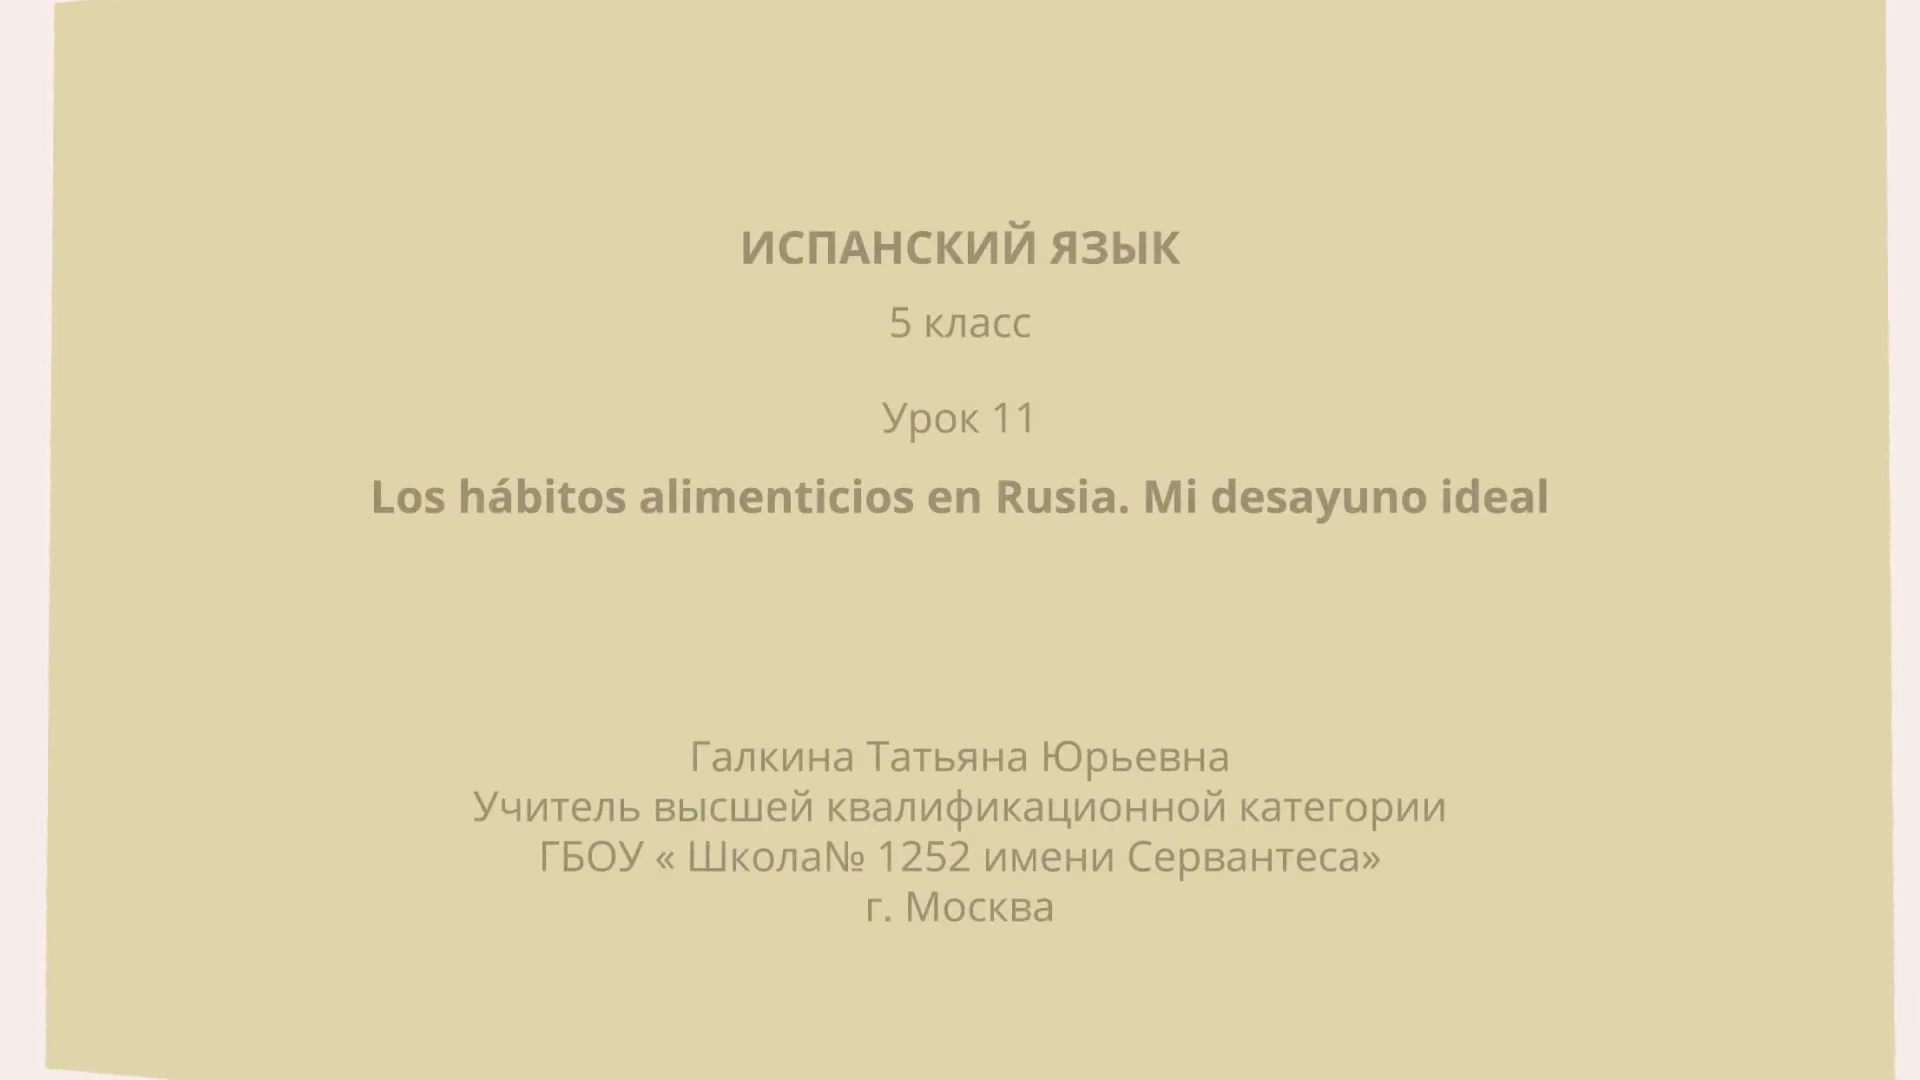 ИСПАНСКИЙ ЯЗЫК
5 класс
Урок 11
Los hábitos alimenticios en Rusia. Mi desayuno ideal
Галкина Татьяна Юрьевна
Учитель высшей квалификационной категории
ГБОУ « Школа№ 1252 имени Сервантеса»
г. Москва